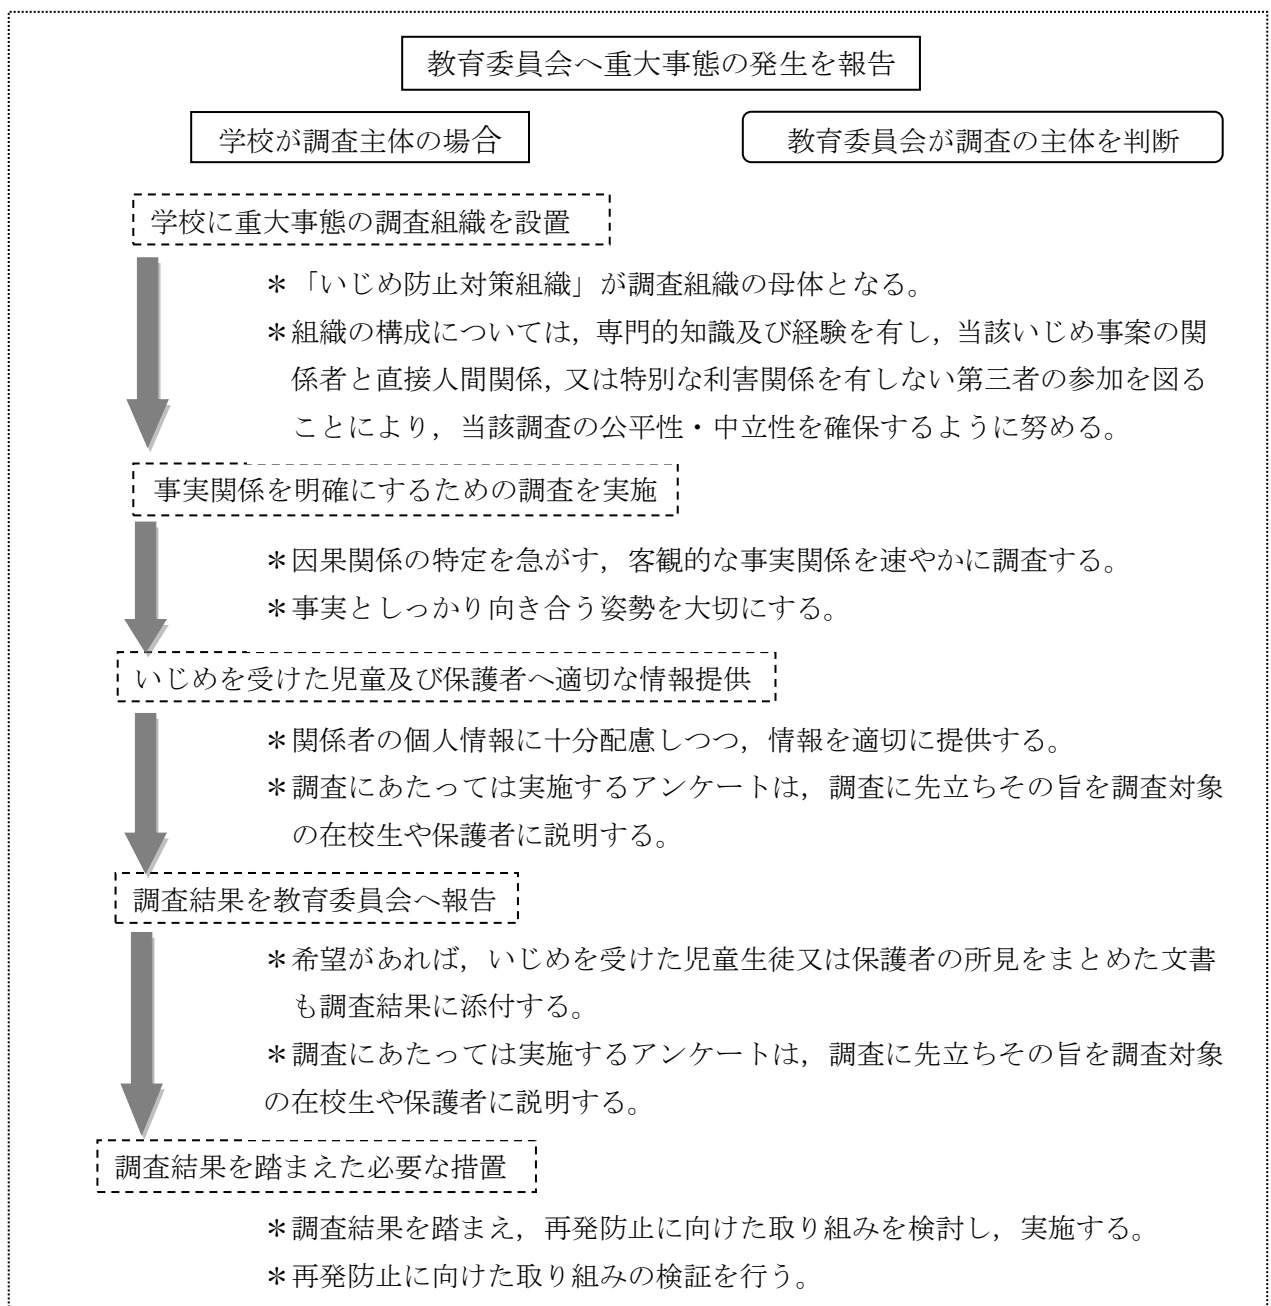 教育委員会へ重大事態の発生を報告
学校が調査主体の場合
教育委員会が調査の主体を判断
学校に重大事態の調査組織を設置
＊「いじめ防止対策組織」が調査組織の母体となる。
＊組織の構成については，専門的知識及び経験を有し，当該いじめ事案の関
係者と直接人間関係，又は特別な利害関係を有しない第三者の参加を図る
ことにより，当該調査の公平性・中立性を確保するように努める。
事実関係を明確にするための調査を実施
＊因果関係の特定を急がす，客観的な事実関係を速やかに調査する。
＊事実としっかり向き合う姿勢を大切にする。
いじめを受けた児童及び保護者へ適切な情報提供
＊関係者の個人情報に十分配慮しつつ，情報を適切に提供する。
＊調査にあたっては実施するアンケートは，調査に先立ちその旨を調査対象
の在校生や保護者に説明する。
調査結果を教育委員会へ報告
＊希望があれば，いじめを受けた児童生徒又は保護者の所見をまとめた文書
も調査結果に添付する。
＊調査にあたっては実施するアンケートは，調査に先立ちその旨を調査対象
の在校生や保護者に説明する。
調査結果を踏まえた必要な措置
＊調査結果を踏まえ，再発防止に向けた取り組みを検討し，実施する。
＊再発防止に向けた取り組みの検証を行う。